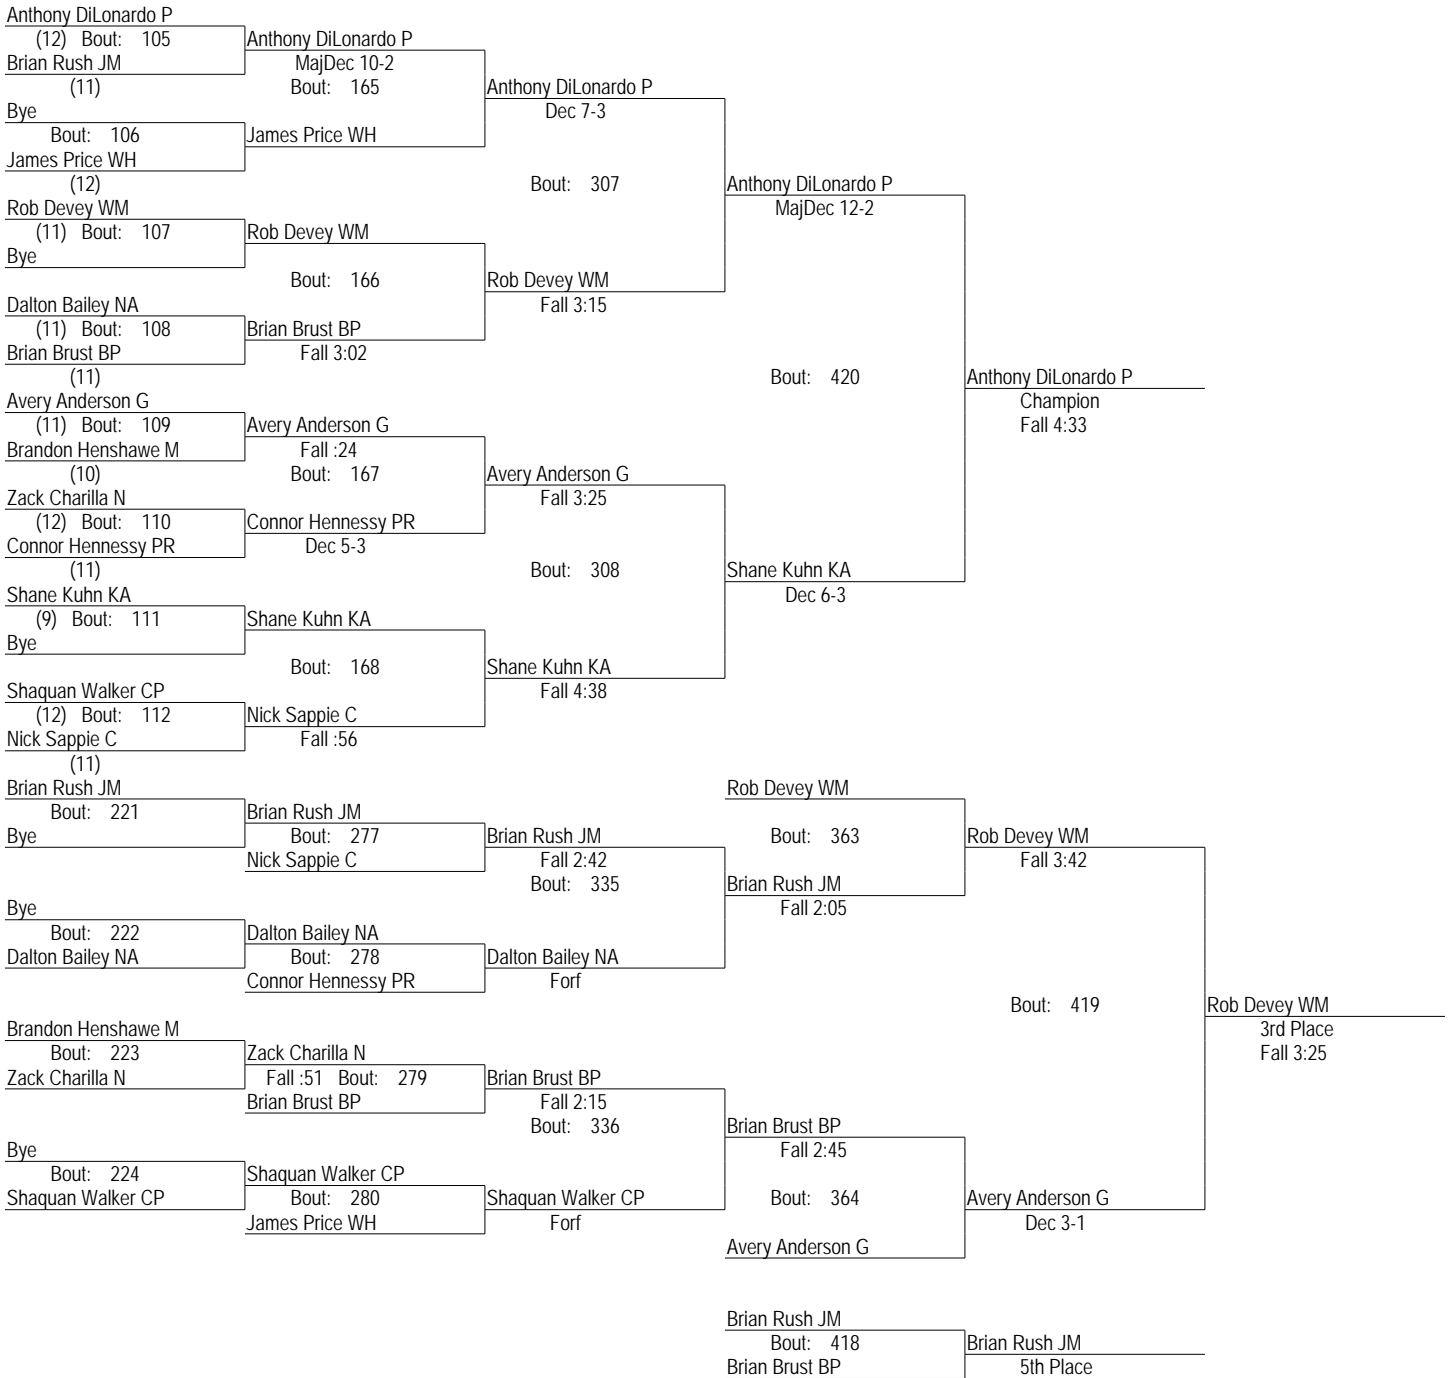 Anthony DiLonardo P
(12) Bout: 105
Anthony DiLonardo P
Brian Rush JM
MajDec 10-2
(11)
Bout: 165
Anthony DiLonardo P
Bye
Dec 7-3
Bout: 106
James Price WH
James Price WH
(12)
Bout: 307
Anthony DiLonardo P
Rob Devey WM
MajDec 12-2
(11) Bout: 107
Rob Devey WM
Bye
Bout: 166
Rob Devey WM
Dalton Bailey NA
Fall 3:15
(11) Bout: 108
Brian Brust BP
Brian Brust BP
Fall 3:02
(11)
Bout: 420
Anthony DiLonardo P
Avery Anderson G
Champion
(11) Bout: 109
Avery Anderson G
Fall 4:33
Brandon Henshawe M
Fall :24
(10)
Bout: 167
Avery Anderson G
Zack Charilla N
Fall 3:25
(12) Bout: 110
Connor Hennessy PR
Connor Hennessy PR
Dec 5-3
(11)
Bout: 308
Shane Kuhn KA
Shane Kuhn KA
Dec 6-3
(9) Bout: 111
Shane Kuhn KA
Bye
Bout: 168
Shane Kuhn KA
Shaquan Walker CP
Fall 4:38
(12) Bout: 112
Nick Sappie C
Nick Sappie C
Fall :56
(11)
Brian Rush JM
Rob Devey WM
Bout: 221
Brian Rush JM
Bye
Bout: 277
Brian Rush JM
Bout: 363
Rob Devey WM
Nick Sappie C
Fall 2:42
Fall 3:42
Bout: 335
Brian Rush JM
Bye
Fall 2:05
Bout: 222
Dalton Bailey NA
Dalton Bailey NA
Bout: 278
Dalton Bailey NA
Connor Hennessy PR
Forf
Bout: 419
Rob Devey WM
Brandon Henshawe M
3rd Place
Bout: 223
Zack Charilla N
Fall 3:25
Zack Charilla N
Fall :51 Bout: 279
Brian Brust BP
Brian Brust BP
Fall 2:15
Bout: 336
Brian Brust BP
Bye
Fall 2:45
Bout: 224
Shaquan Walker CP
Shaquan Walker CP
Bout: 280
Shaquan Walker CP
Bout: 364
Avery Anderson G
James Price WH
Forf
Dec 3-1
Avery Anderson G
Brian Rush JM
Bout: 418
Brian Rush JM
Brian Brust BP
5th Place